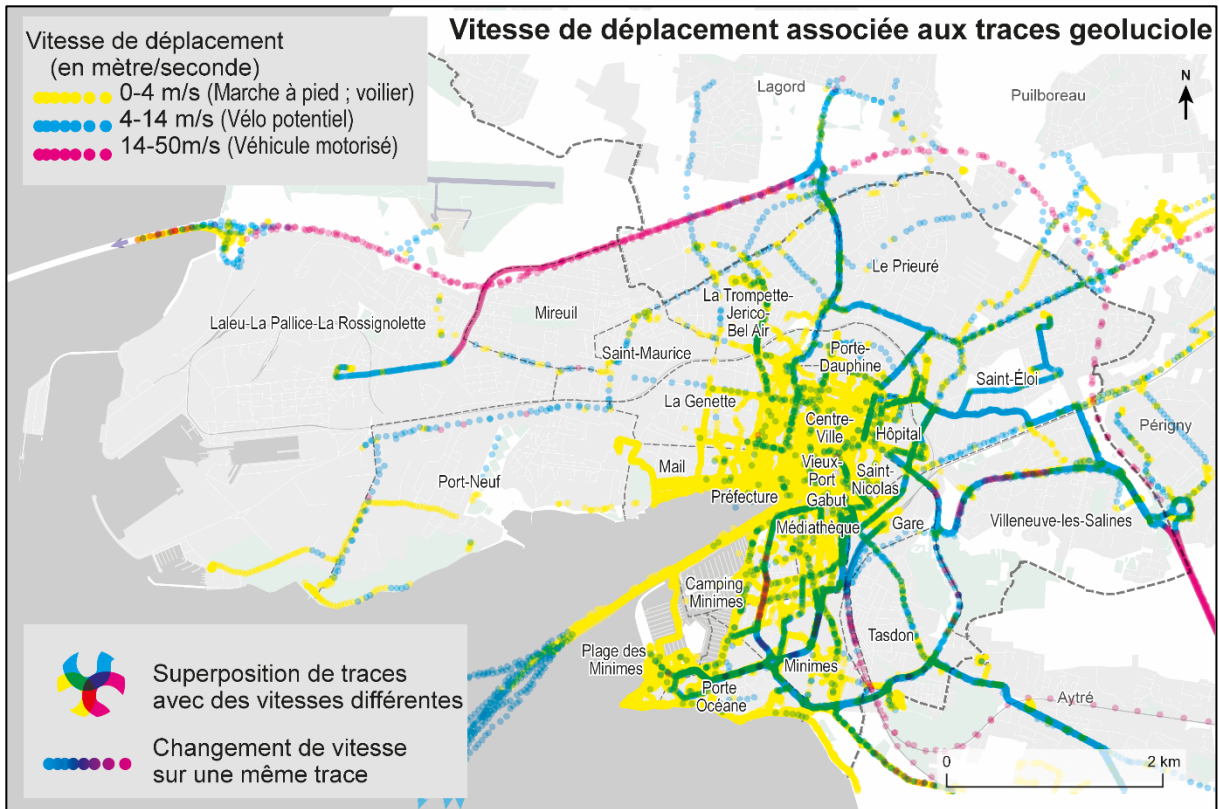 Vitesse de déplacement associée aux traces geoluciole
Vitesse de déplacement
(en mètre/seconde)
0-4 m/s (Marche à pied ; voilier)
4-14 m/s (Vélo potentiel)
14-50m/s (Véhicule motorisé)
Lagord
Puilboreau
N
Le Prieuré
La Trompette-
Jerico-
Bel Air
Mireuil
Laleu-La Pallice-La Rossignolette
Saint-Maurice
Porte-
Dauphine
Saint-Éloi
La Genette
Centre-
Ville
Hôpital
Périgny
Mail
Vieux-
Port
Gabut
Saint-
Nicolas
Port-Neuf
Préfecture
Médiathèque
Gare
Villeneuve-les-Salines
Camping
Minimes
Tasdon
Plage des
Minimes
Minimes
Porte
Océane
Aytré
Superposition de traces
avec des vitesses différentes
Changement de vitesse
sur une même trace
0
2 km